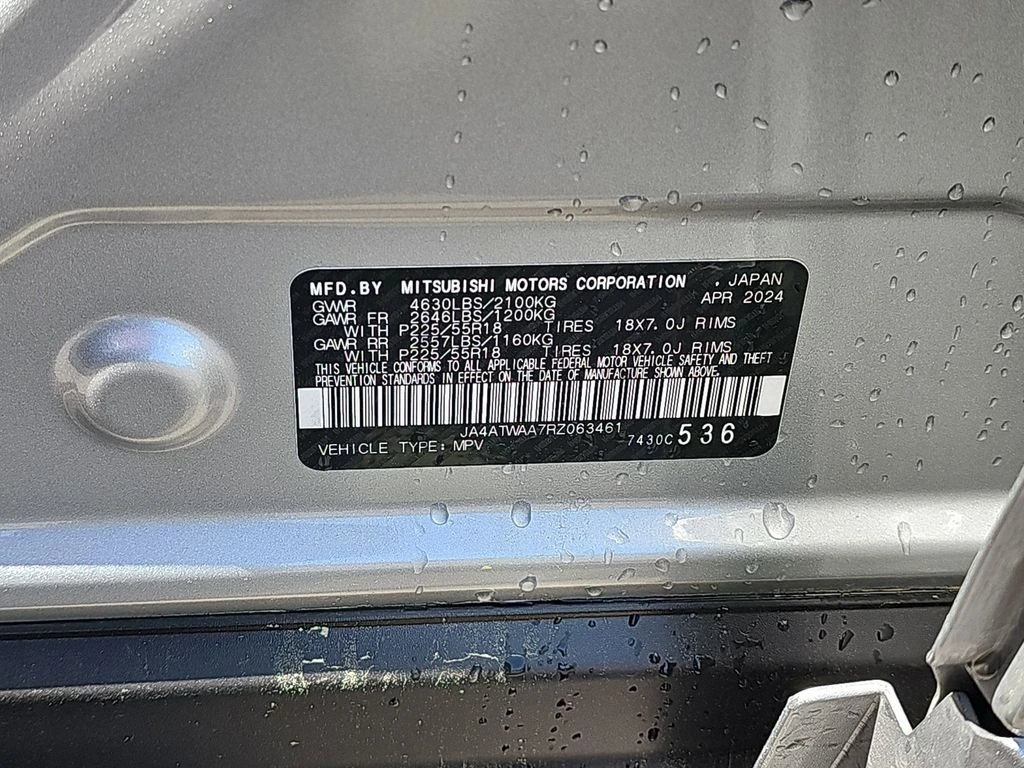 MFD.BY MITSUBISHI MOTORS CORPORATION , JAPAN
GVWR 4630LBS/2100KG APR 2024
GAWR FR 2646LBS/1200KG
WITH P225/55R18 TIRES 18X7.0J RIMS
GAWR RR 2557LBS/1160KG
WITH P225/55R18 TIRES 18X7.0J RIMS
THIS VEHICLE CONFORMS TO ALL APPLICABLE FEDERAL MOTOR VEHICLE SAFETY AND THEFT
PREVENTION STANDARDS IN EFFECT ON THE DATE OF MANUFACTURE SHOWN ABOVE.
JA4ATWAA7RZ063461
VEHICLE TYPE: MPV 7430C 536